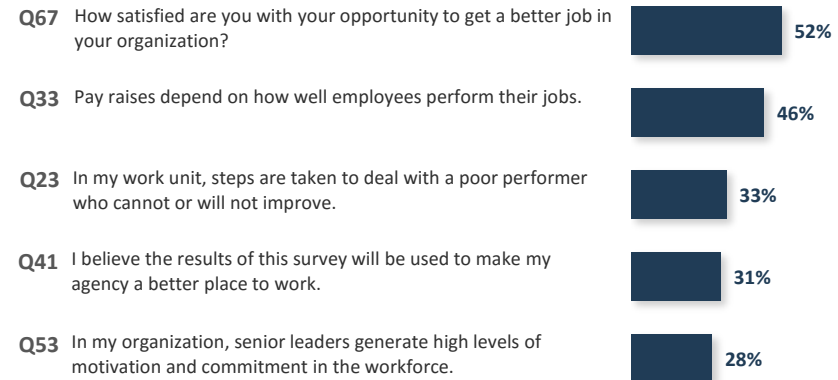 Q67 How satisfied are you with your opportunity to get a better job in
your organization?
52%
Q33 Pay raises depend on how well employees perform their jobs.
46%
Q23 In my work unit, steps are taken to deal with a poor performer
who cannot or will not improve.
33%
Q41 I believe the results of this survey will be used to make my
agency a better place to work.
31%
Q53 In my organization, senior leaders generate high levels of
motivation and commitment in the workforce.
28%